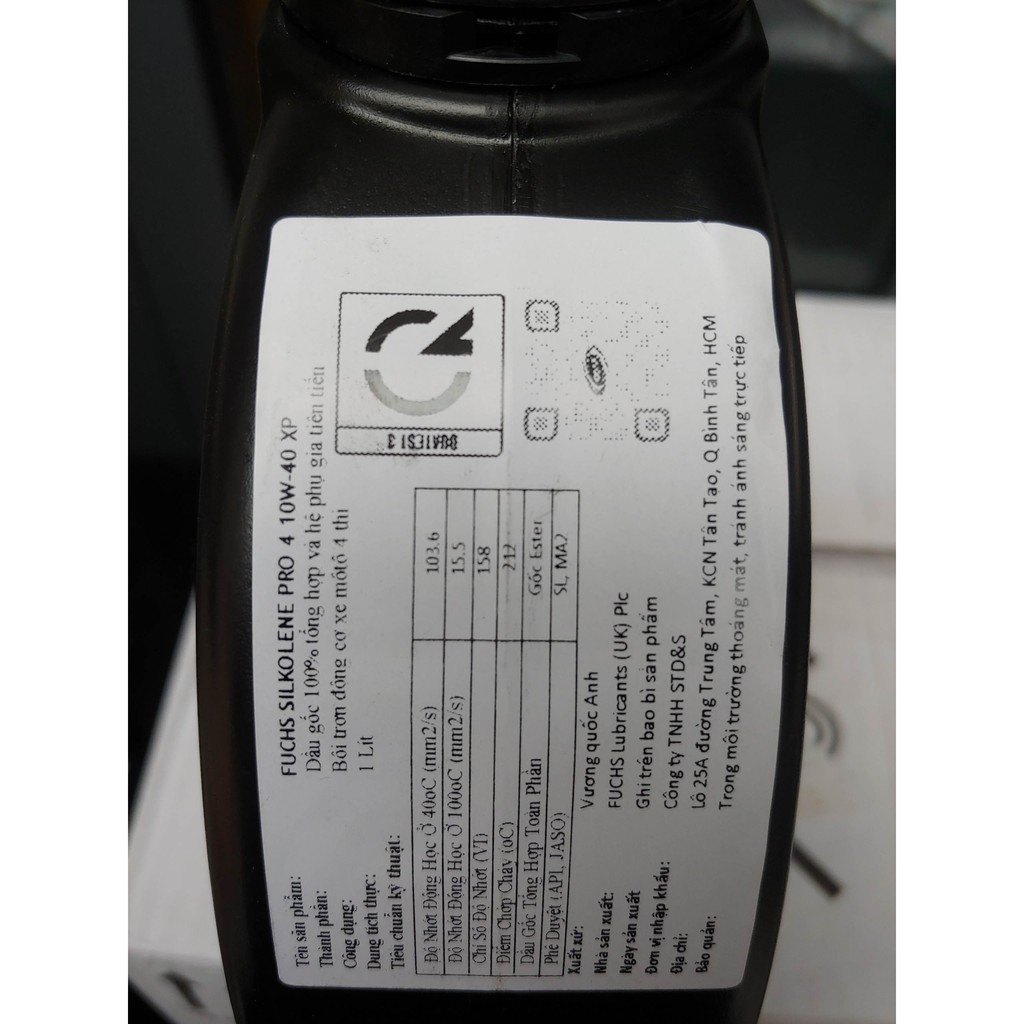 Tên sản phẩm: FUCHS SILKOLENE PRO 4 10W-40 XP
Thành phần: Dầu gốc 100% tổng hợp và hệ phụ gia tiên tiến
Công dụng: Bôi trơn động cơ xe môtô 4 thì
Dung tích thực: 1 Lít
Tiêu chuẩn kỹ thuật:
Độ Nhớt Động Học Ở 40oC (mm2/s) 103.6
Độ Nhớt Động Học Ở 100oC (mm2/s) 15.5
Chỉ Số Độ Nhớt (VI) 158
Điểm Chớp Cháy (oC) 212
Dầu Gốc Tổng Hợp Toàn Phần Gốc Ester
Phê Duyệt (API, JASO) SL, MA2
Xuất xứ: Vương quốc Anh
Nhà sản xuất: FUCHS Lubricants (UK) Plc
Ngày sản xuất Ghi trên bao bì sản phẩm
Đơn vị nhập khẩu: Công ty TNHH STD&S
Địa chỉ: Lô 25A đường Trung Tâm, KCN Tân Tạo, Q Bình Tân, HCM
Bảo quản: Trong môi trường thoáng mát, tránh ánh sáng trực tiếp